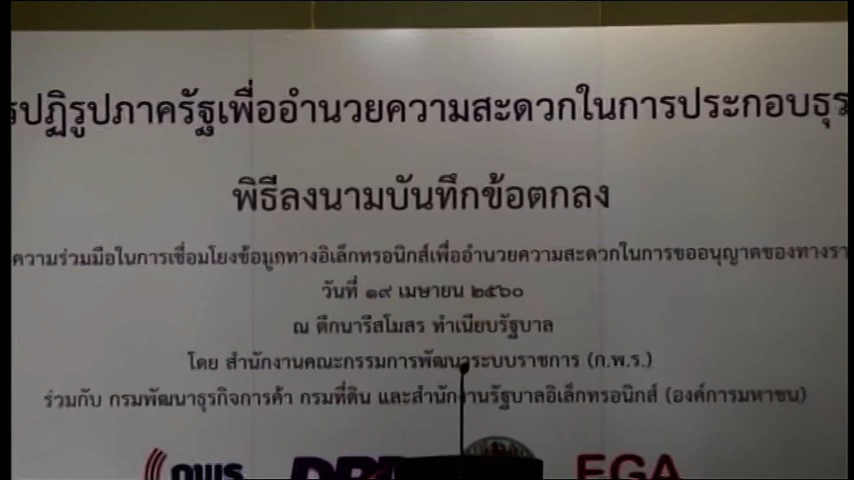 ปฏิรูปภาครัฐเพื่ออำนวยความสะดวกในการประกอบธุร
พิธีลงนามบันทึกข้อตกลง
ความร่วมมือในการเชื่อมโยงข้อมูลทางอิเล็กทรอนิกส์เพื่ออำนวยความสะดวกในการขออนุญาตของทางรา
วันที่ ๑๙ เมษายน ๒๕๖๐
ณ ตึกนารีสโมสร ทำเนียบรัฐบาล
โดย สำนักงานคณะกรรมการพัฒนาระบบราชการ (ก.พ.ร.)
ร่วมกับ กรมพัฒนาธุรกิจการค้า กรมที่ดิน และสำนักงานรัฐบาลอิเล็กทรอนิกส์ (องค์การมหาชน)
กพร EGA